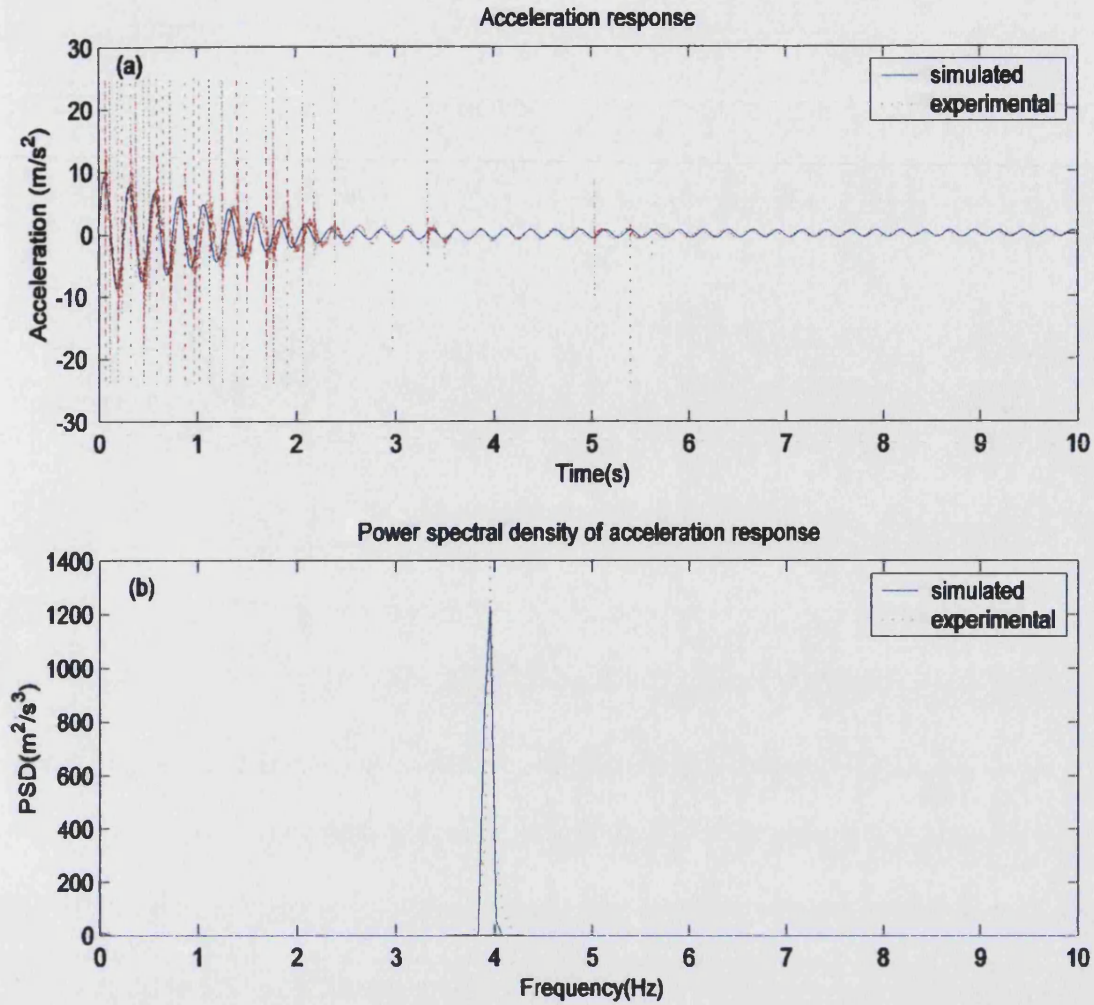 Acceleration response
(a)
simulated
experimental
30
20
10
0
-10
-20
-30
Acceleration (m/s²)
0 1 2 3 4 5 6 7 8 9 10
Time(s)
Power spectral density of acceleration response
(b)
simulated
experimental
1400
1200
1000
800
600
400
200
0
PSD(m²/s³)
0 1 2 3 4 5 6 7 8 9 10
Frequency(Hz)